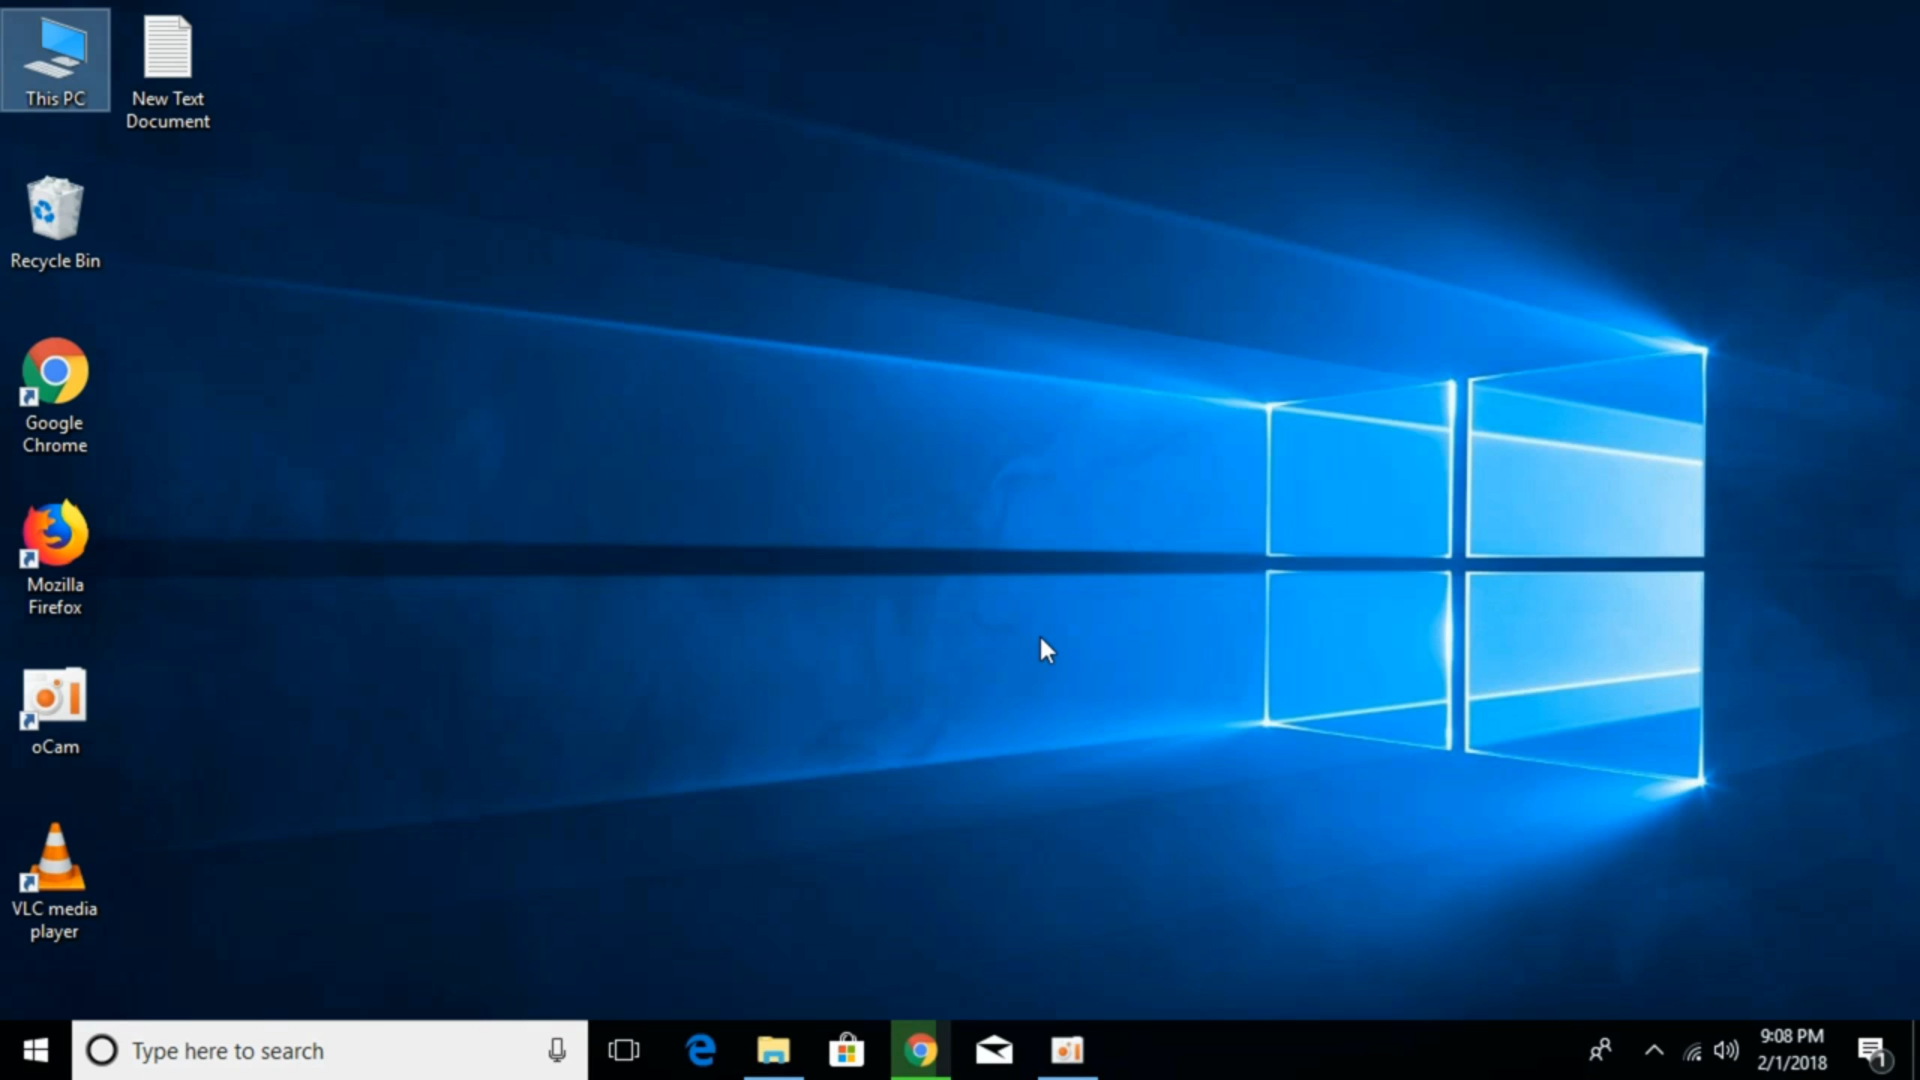 This PC
New Text
Document
Recycle Bin
Google
Chrome
Mozilla
Firefox
oCam
VLC media
player
Type here to search
9:08 PM
2/1/2018
1